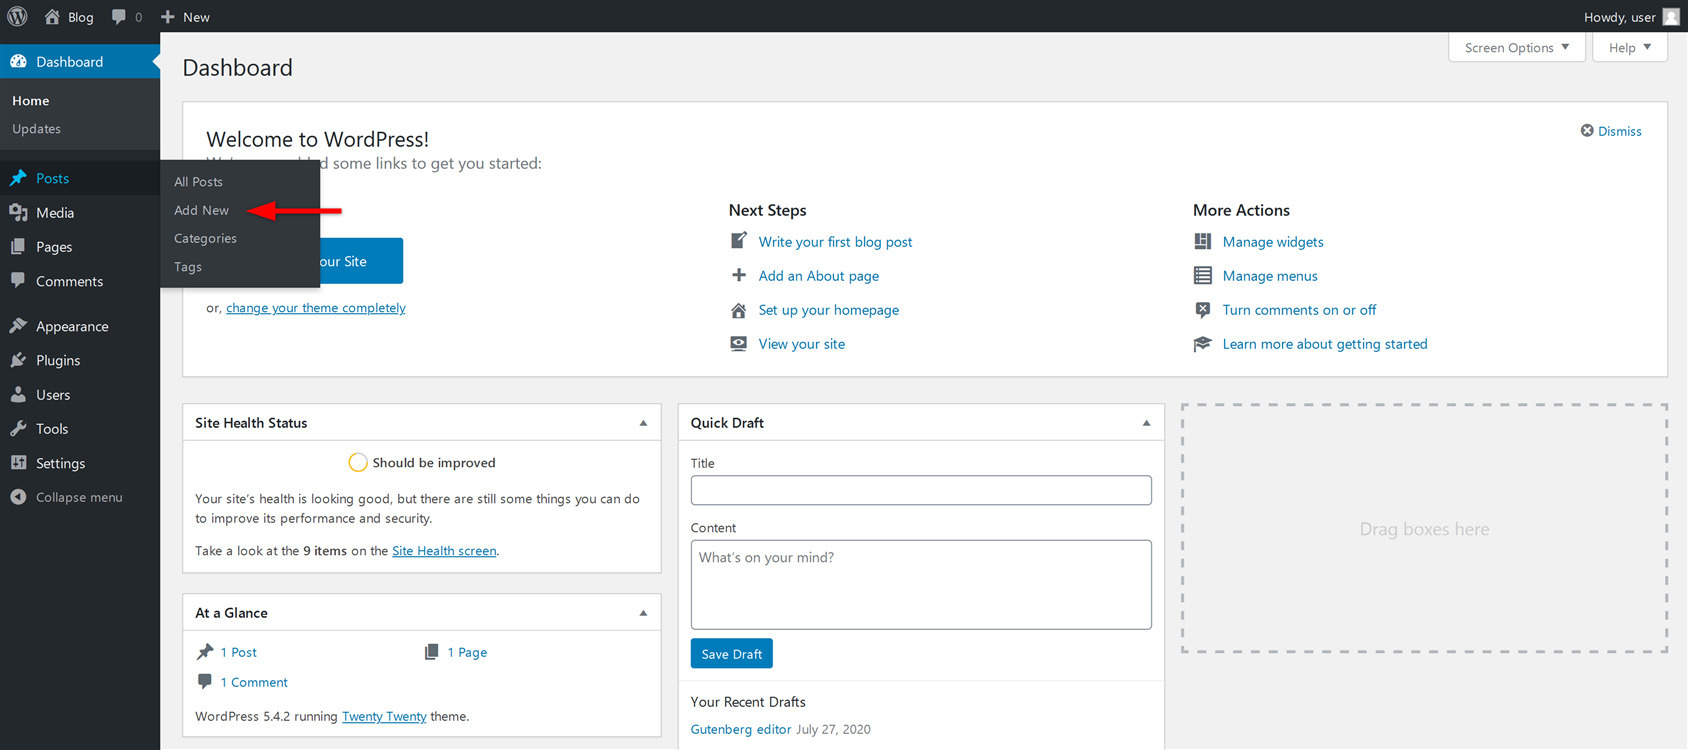 Blog 0 New Howdy, user
Screen Options Help
Dashboard
Home
Updates
Posts
Media
Pages
Comments
Appearance
Plugins
Users
Tools
Settings
Collapse menu
All Posts
Add New
Categories
Tags
Dashboard
Welcome to WordPress!
some links to get you started:
Dismiss
our Site
or, change your theme completely
Next Steps
Write your first blog post
Add an About page
Set up your homepage
View your site
More Actions
Manage widgets
Manage menus
Turn comments on or off
Learn more about getting started
Site Health Status
Should be improved
Your site's health is looking good, but there are still some things you can do
to improve its performance and security.
Take a look at the 9 items on the Site Health screen.
At a Glance
1 Post 1 Page
1 Comment
WordPress 5.4.2 running Twenty Twenty theme.
Quick Draft
Title
Content
What's on your mind?
Save Draft
Your Recent Drafts
Gutenberg editor July 27, 2020
Drag boxes here